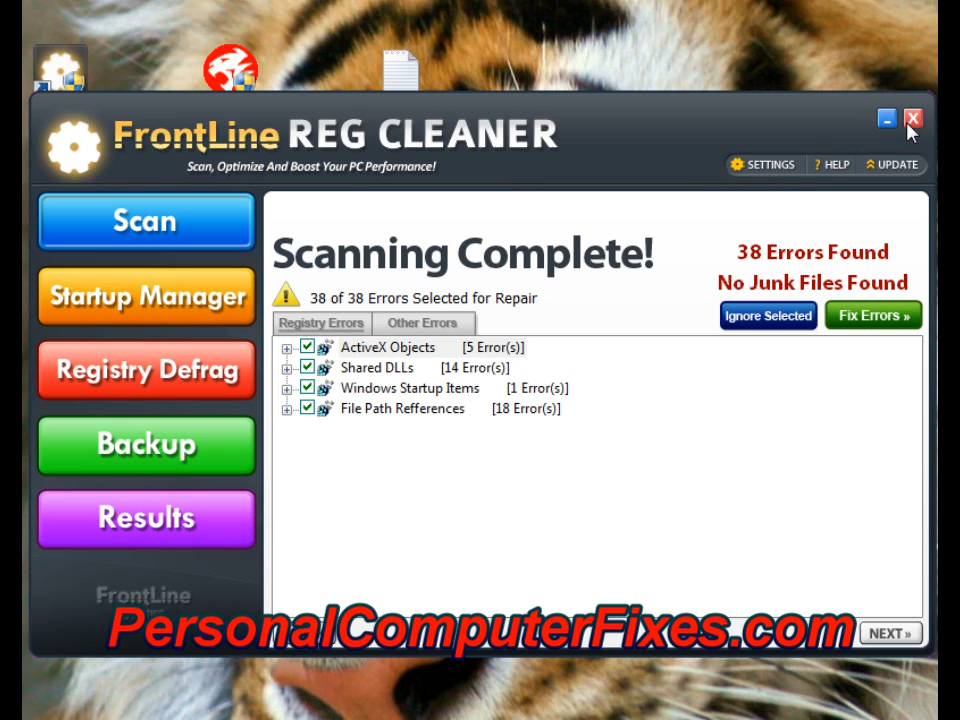 FrontLine REG CLEANER
Scan, Optimize And Boost Your PC Performance!
SETTINGS ? HELP UPDATE
Scan
Startup Manager
Registry Defrag
Backup
Results
FrontLine
Scanning Complete!
38 Errors Found
No Junk Files Found
38 of 38 Errors Selected for Repair
Ignore Selected Fix Errors »
Registry Errors Other Errors
ActiveX Objects [5 Error(s)]
Shared DLLs [14 Error(s)]
Windows Startup Items [1 Error(s)]
File Path Refferences [18 Error(s)]
PersonalComputerFixes.com
NEXT »